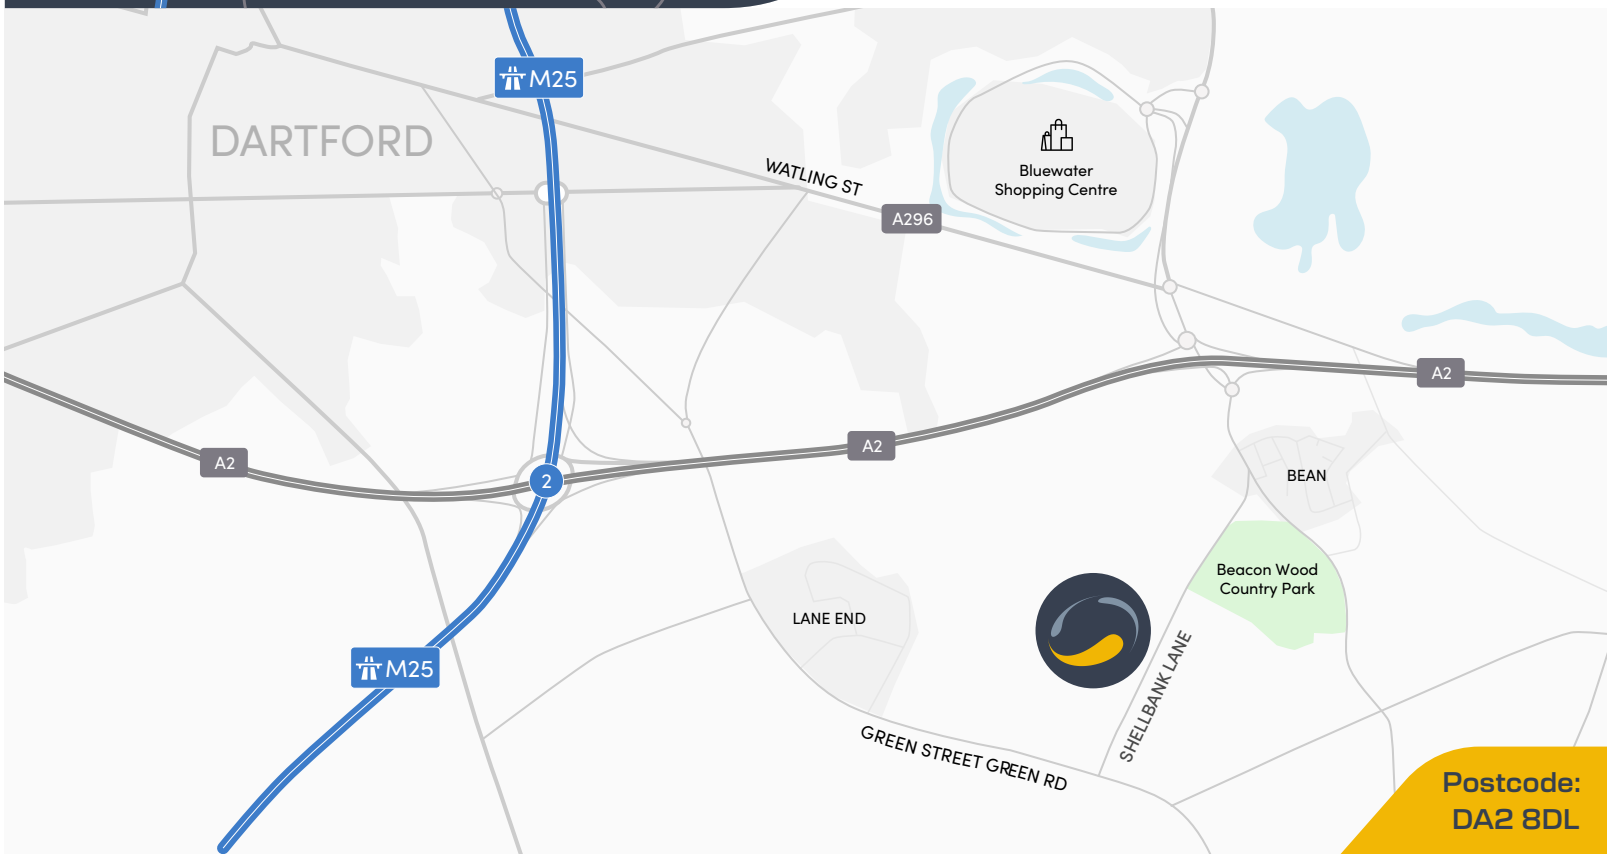 M25
DARTFORD
WATLING ST
Bluewater
Shopping Centre
A296
A2
A2
A2
2
BEAN
Beacon Wood
Country Park
LANE END
SHELLBANK LANE
M25
GREEN STREET GREEN RD
Postcode:
DA2 8DL